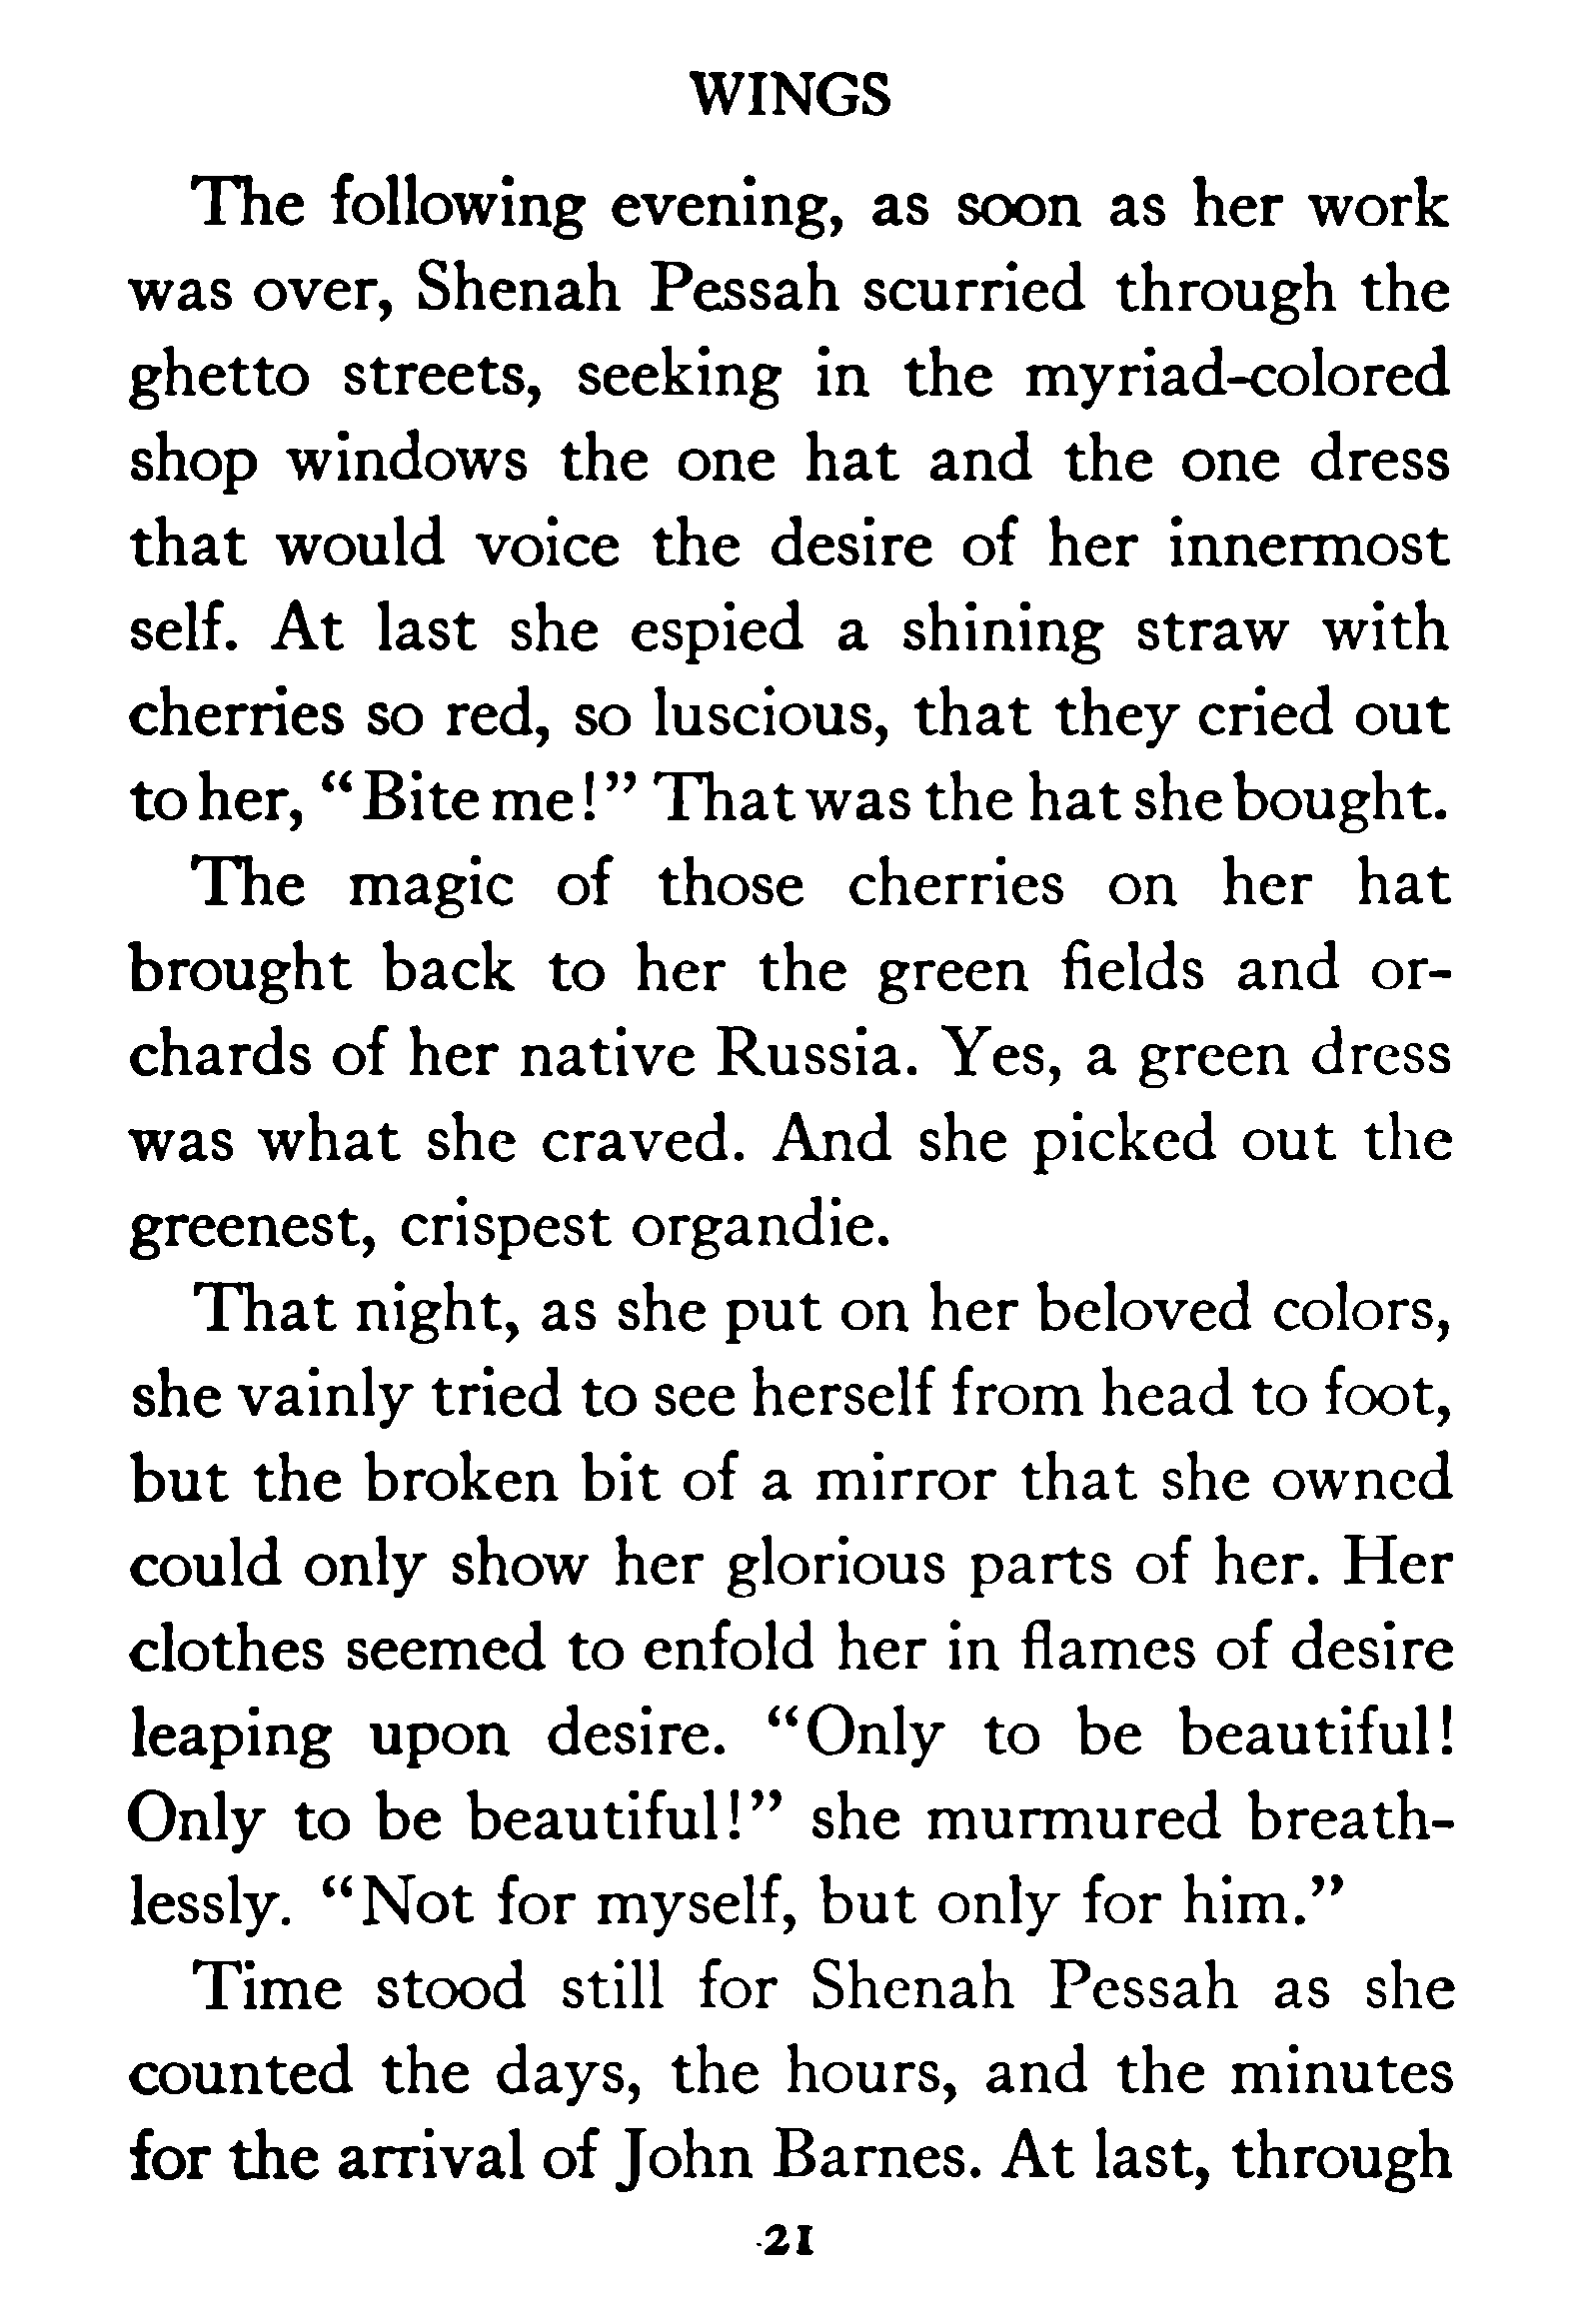 WINGS
The following evening, as soon as her work
was over, Shenah Pessah scurried through the
ghetto streets, seeking in the myriad-colored
shop windows the one hat and the one dress
that would voice the desire of her innermost
self. At last she espied a shining straw with
cherries so red, so luscious, that they cried out
to her, “Bite me!” That was the hat she bought.
The magic of those cherries on her hat
brought back to her the green fields and or-
chards of her native Russia. Yes, a green dress
was what she craved. And she picked out the
greenest, crispest organdie.
That night, as she put on her beloved colors,
she vainly tried to see herself from head to foot,
but the broken bit of a mirror that she owned
could only show her glorious parts of her. Her
clothes seemed to enfold her in flames of desire
leaping upon desire. “Only to be beautiful!
Only to be beautiful!” she murmured breath-
lessly. “Not for myself, but only for him.”
Time stood still for Shenah Pessah as she
counted the days, the hours, and the minutes
for the arrival of John Barnes. At last, through
21